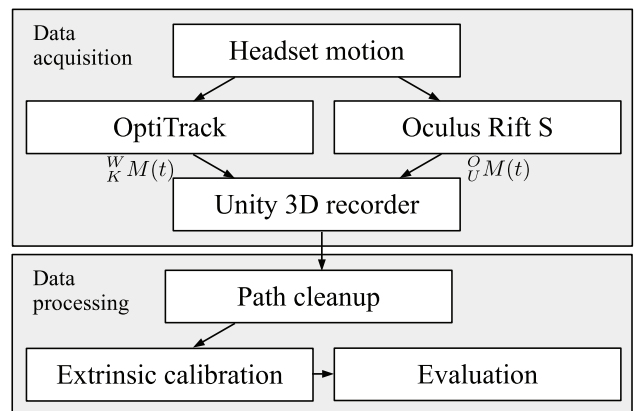 Data
acquisition
Headset motion
OptiTrack
Oculus Rift S
W K M(t)
O U M(t)
Unity 3D recorder
Data
processing
Path cleanup
Extrinsic calibration
Evaluation